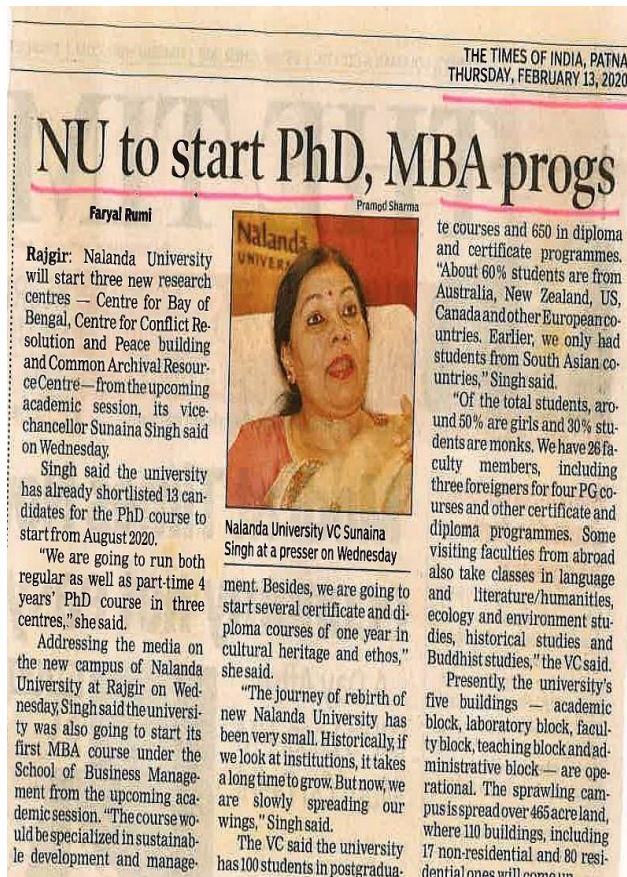 THE TIMES OF INDIA, PATNA
THURSDAY, FEBRUARY 13, 2020
NU to start PhD, MBA progs
Faryal Rumi
Rajgir: Nalanda University
will start three new research
centres — Centre for Bay of
Bengal, Centre for Conflict Re-
solution and Peace building
and Common Archival Resour-
ce Centre—from the upcoming
academic session, its vice-
chancellor Sunaina Singh said
on Wednesday.
Singh said the university
has already shortlisted 13 can-
didates for the PhD course to
start from August 2020.
"We are going to run both
regular as well as part-time 4
years' PhD course in three
centres," she said.
Addressing the media on
the new campus of Nalanda
University at Rajgir on Wed-
nesday, Singh said the universi-
ty was also going to start its
first MBA course under the
School of Business Manage-
ment from the upcoming aca-
demic session. "The course wo-
uld be specialized in sustainab-
le development and manage-
Pramod Sharma
Nalanda
UNIVERSI
Nalanda University VC Sunaina
Singh at a presser on Wednesday
ment. Besides, we are going to
start several certificate and di-
ploma courses of one year in
cultural heritage and ethos,"
she said.
"The journey of rebirth of
new Nalanda University has
been very small. Historically, if
we look at institutions, it takes
a long time to grow. But now, we
are slowly spreading our
wings," Singh said.
The VC said the university
has 100 students in postgradua-
te courses and 650 in diploma
and certificate programmes.
"About 60% students are from
Australia, New Zealand, US,
Canada and other European co-
untries. Earlier, we only had
students from South Asian co-
untries," Singh said.
"Of the total students, aro-
und 50% are girls and 30% stu-
dents are monks. We have 26 fa-
culty members, including
three foreigners for four PG co-
urses and other certificate and
diploma programmes. Some
visiting faculties from abroad
also take classes in language
and literature/humanities,
ecology and environment stu-
dies, historical studies and
Buddhist studies," the VC said.
Presently, the university's
five buildings — academic
block, laboratory block, facul-
ty block, teaching block and ad-
ministrative block — are ope-
rational. The sprawling cam-
pus is spread over 465 acre land,
where 110 buildings, including
17 non-residential and 80 resi-
dential ones will come up